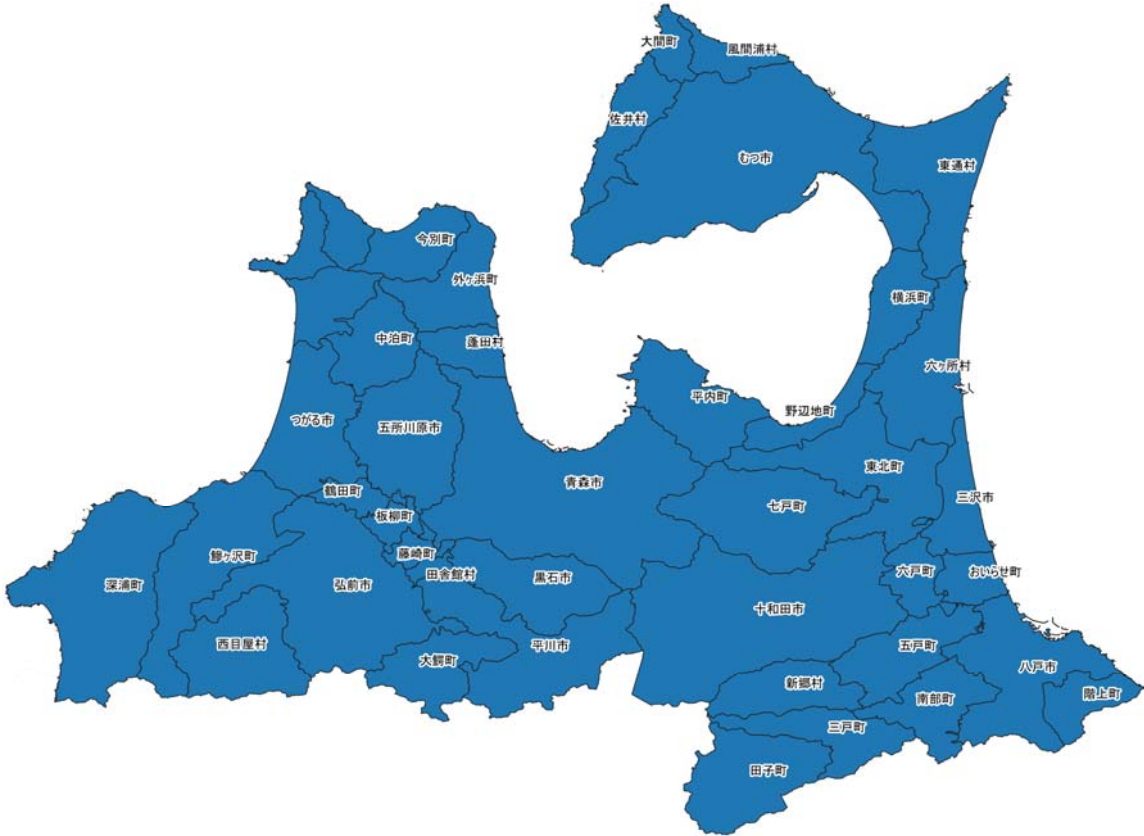 大間町
風間浦村
佐井村
むつ市
東通村
今別町
外ヶ浜町
横浜町
中泊町
蓬田村
六ヶ所村
平内町
野辺地町
つがる市
五所川原市
東北町
青森市
鶴田町
三沢市
七戸町
板柳町
藤崎町
鰺ヶ沢町
田舎館村
黒石市
六戸町
おいらせ町
深浦町
弘前市
十和田市
西目屋村
平川市
五戸町
大鰐町
八戸市
新郷村
南部町
階上町
三戸町
田子町